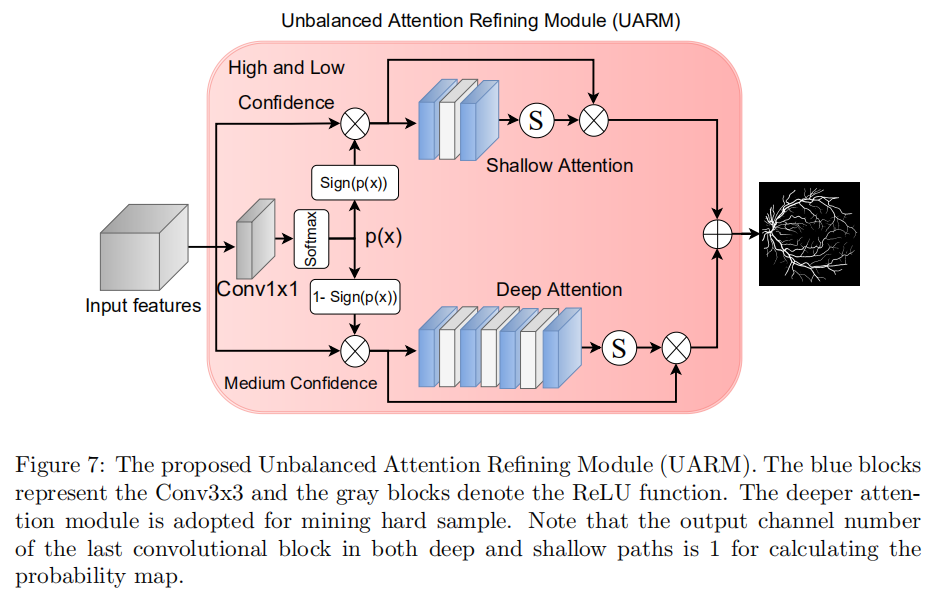 Unbalanced Attention Refining Module (UARM)
High and Low
Confidence
S
Shallow Attention
Sign(p(x))
Softmax
p(x)
Conv1x1
Input features
1- Sign(p(x))
Deep Attention
S
Medium Confidence
Figure 7: The proposed Unbalanced Attention Refining Module (UARM). The blue blocks
represent the Conv3x3 and the gray blocks denote the ReLU function. The deeper atten-
tion module is adopted for mining hard sample. Note that the output channel number
of the last convolutional block in both deep and shallow paths is 1 for calculating the
probability map.